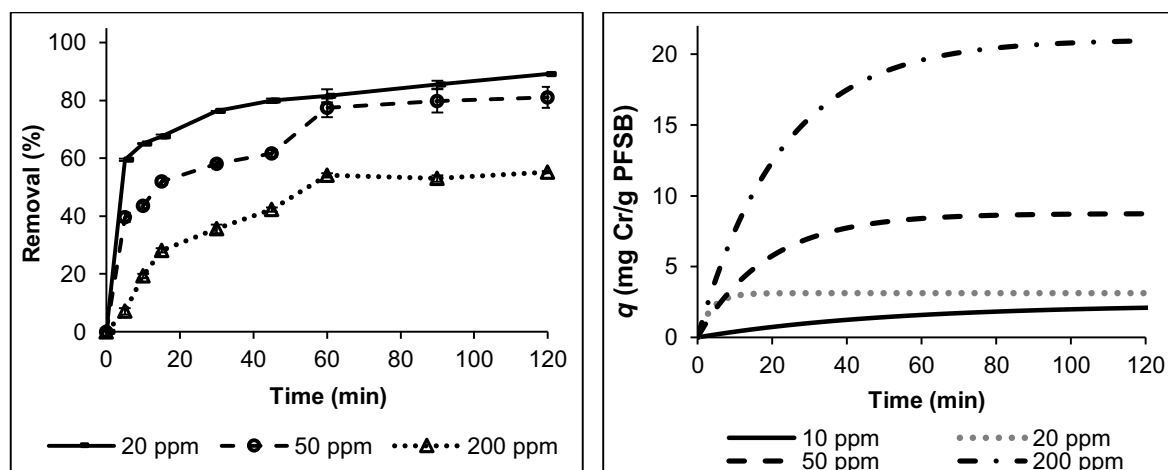 100
80
60
40
20
0
Removal (%)
0 20 40 60 80 100 120
Time (min)
20 ppm 50 ppm 200 ppm
20
15
10
5
0
q (mg Cr/g PFSB)
0 20 40 60 80 100 120
Time (min)
10 ppm 20 ppm
50 ppm 200 ppm